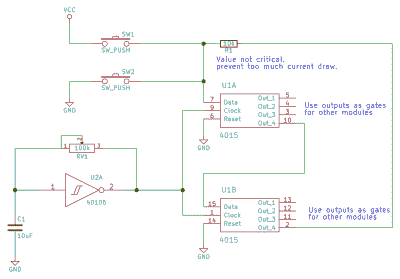 VCC
SW1
SW_PUSH
10k
R1
Value not critical,
prevent too much current draw.
SW2
SW_PUSH
GND
U1A
7 Data Out_1 5
9 Clock Out_2 4
6 Reset Out_3 3
Out_4 10
4015
GND
Use outputs as gates
for other modules
1 100k 3
RV1
U2A
1 2
40106
C1
10uF
GND
U1B
15 Data Out_1 13
1 Clock Out_2 12
14 Reset Out_3 11
Out_4 2
4015
GND
Use outputs as gates
for other modules